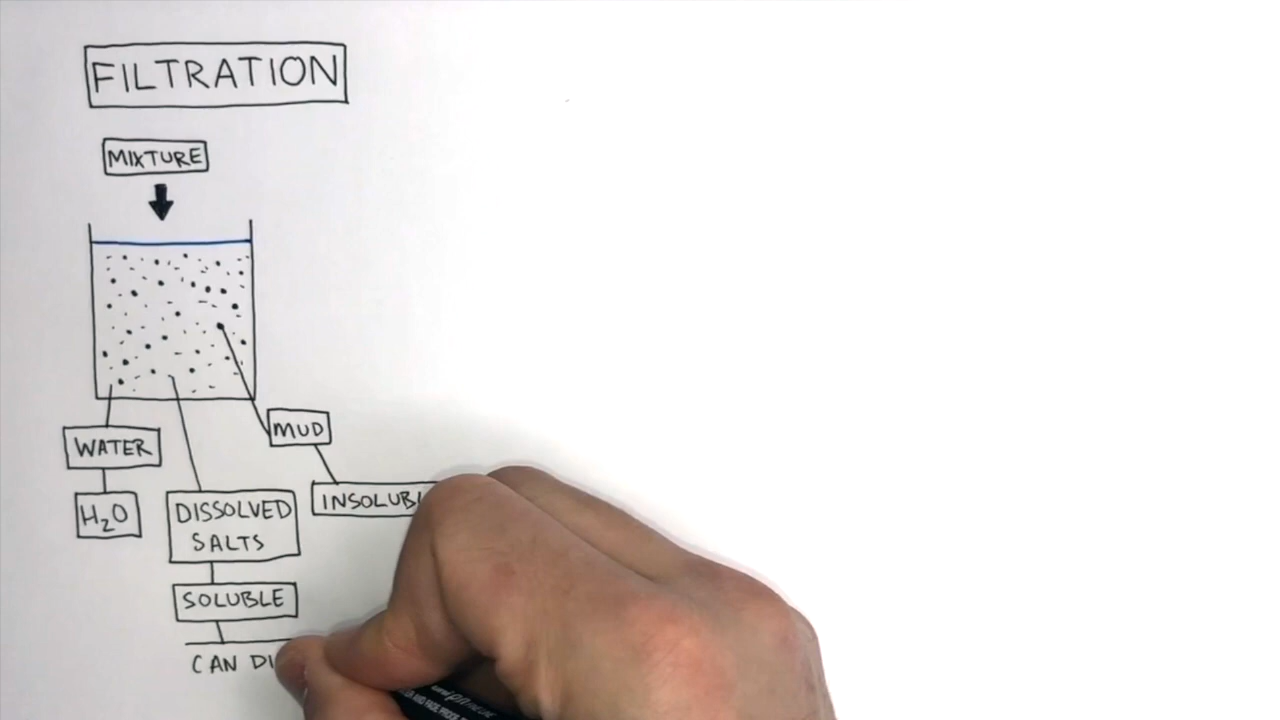 FILTRATION
MIXTURE
MUD
WATER
H₂O
DISSOLVED
SALTS
SOLUBLE
CAN